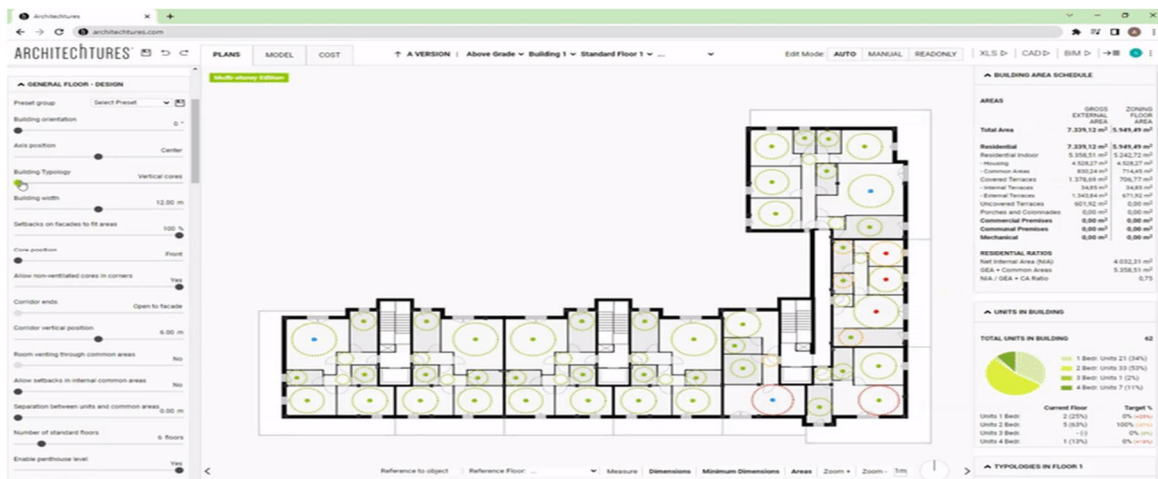 Architechtures × +
architechtures.com
ARCHITECHTURES
PLANS MODEL COST
A VERSION | Above Grade Building 1 Standard Floor 1 ...
Edit Mode: AUTO MANUAL READONLY
XLS CAD BIM
Multi-storey Edition
GENERAL FLOOR - DESIGN
Preset group Select Preset
Building orientation 0 °
Axis position Center
Building Typology Vertical cores
Building width 12.00 m
Setbacks on facades to fit areas 100 %
Core position Front
Allow non-ventilated cores in corners Yes
Corridor ends Open to facade
Corridor vertical position 6.00 m
Room venting through common areas No
Allow setbacks in internal common areas No
Separation between units and common areas 0.00 m
Number of standard floors 6 floors
Enable penthouse level Yes
Reference to object Reference Floor: ... Measure Dimensions Minimum Dimensions Areas Zoom + Zoom - 1m
BUILDING AREA SCHEDULE
AREAS
GROSS EXTERNAL AREA
ZONING FLOOR AREA
Total Area 7.339,12 m² 5.949,49 m²
Residential 7.339,12 m² 5.949,49 m²
Residential Indoor 5.358,51 m² 5.242,72 m²
- Housing 4.528,27 m² 4.528,27 m²
- Common Areas 830,24 m² 714,45 m²
Covered Terraces 1.378,69 m² 706,77 m²
- Internal Terraces 34,85 m² 34,85 m²
- External Terraces 1.343,84 m² 671,92 m²
Uncovered Terraces 601,92 m² 0,00 m²
Porches and Colonnades 0,00 m² 0,00 m²
Commercial Premises 0,00 m² 0,00 m²
Communal Premises 0,00 m² 0,00 m²
Mechanical 0,00 m² 0,00 m²
RESIDENTIAL RATIOS
Net Internal Area (NIA) 4.032,31 m²
GEA + Common Areas 5.358,51 m²
NIA / GEA + CA Ratio 0,75
UNITS IN BUILDING
TOTAL UNITS IN BUILDING 62
1 Bedr. Units 21 (34%)
2 Bedr. Units 33 (53%)
3 Bedr. Units 1 (2%)
4 Bedr. Units 7 (11%)
Current Floor Target %
Units 1 Bedr. 2 (25%) 0%
Units 2 Bedr. 5 (63%) 100%
Units 3 Bedr. - (-) 0%
Units 4 Bedr. 1 (13%) 0%
TYPOLOGIES IN FLOOR 1